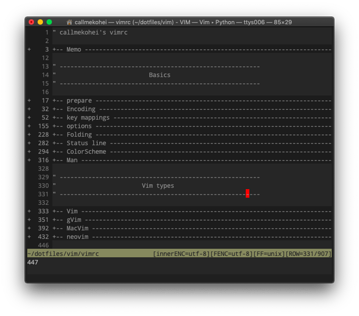 callmekohei — vimrc (~/dotfiles/vim) - VIM — Vim • Python — ttys006 — 85×29
1 " callmekohei's vimrc
2
+ 3 +-- Memo ---------------------------------------------------------------
12
13 " -----------------------------------------------------
14 " Basics
15 " -----------------------------------------------------
16
+ 17 +-- prepare ------------------------------------------------------------
+ 32 +-- Encoding -----------------------------------------------------------
+ 52 +-- key mappings -------------------------------------------------------
+ 155 +-- options ------------------------------------------------------------
+ 228 +-- Folding ------------------------------------------------------------
+ 282 +-- Status line --------------------------------------------------------
+ 294 +-- ColorScheme --------------------------------------------------------
+ 316 +-- Man ----------------------------------------------------------------
328
329 " -----------------------------------------------------
330 " Vim types
331 " -----------------------------------------------------
332
+ 333 +-- Vim ----------------------------------------------------------------
+ 351 +-- gVim ---------------------------------------------------------------
+ 392 +-- MacVim -------------------------------------------------------------
+ 432 +-- neovim -------------------------------------------------------------
446
~/dotfiles/vim/vimrc [innerENC=utf-8][FENC=utf-8][FF=unix][ROW=331/907]
447